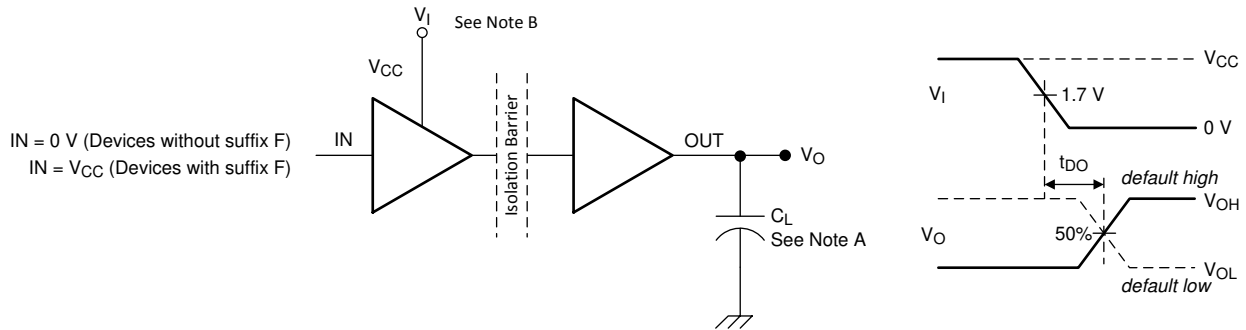 V_I See Note B
V_CC
IN = 0 V (Devices without suffix F)
IN = V_CC (Devices with suffix F)
IN
Isolation Barrier
OUT
V_O
C_L
See Note A
V_I
V_CC
1.7 V
0 V
t_DO
default high
V_OH
V_O
50%
V_OL
default low